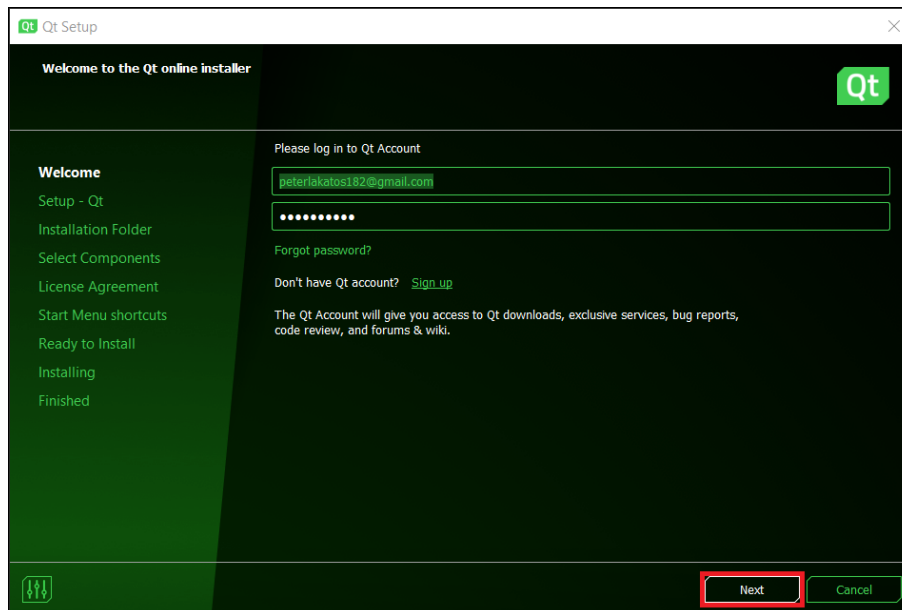 Qt Qt Setup
Welcome to the Qt online installer
Qt
Please log in to Qt Account
Welcome
peterlakatos182@gmail.com
Setup - Qt
●●●●●●●●●●
Installation Folder
Forgot password?
Select Components
Don't have Qt account? Sign up
License Agreement
Start Menu shortcuts
The Qt Account will give you access to Qt downloads, exclusive services, bug reports,
code review, and forums & wiki.
Ready to Install
Installing
Finished
Next
Cancel